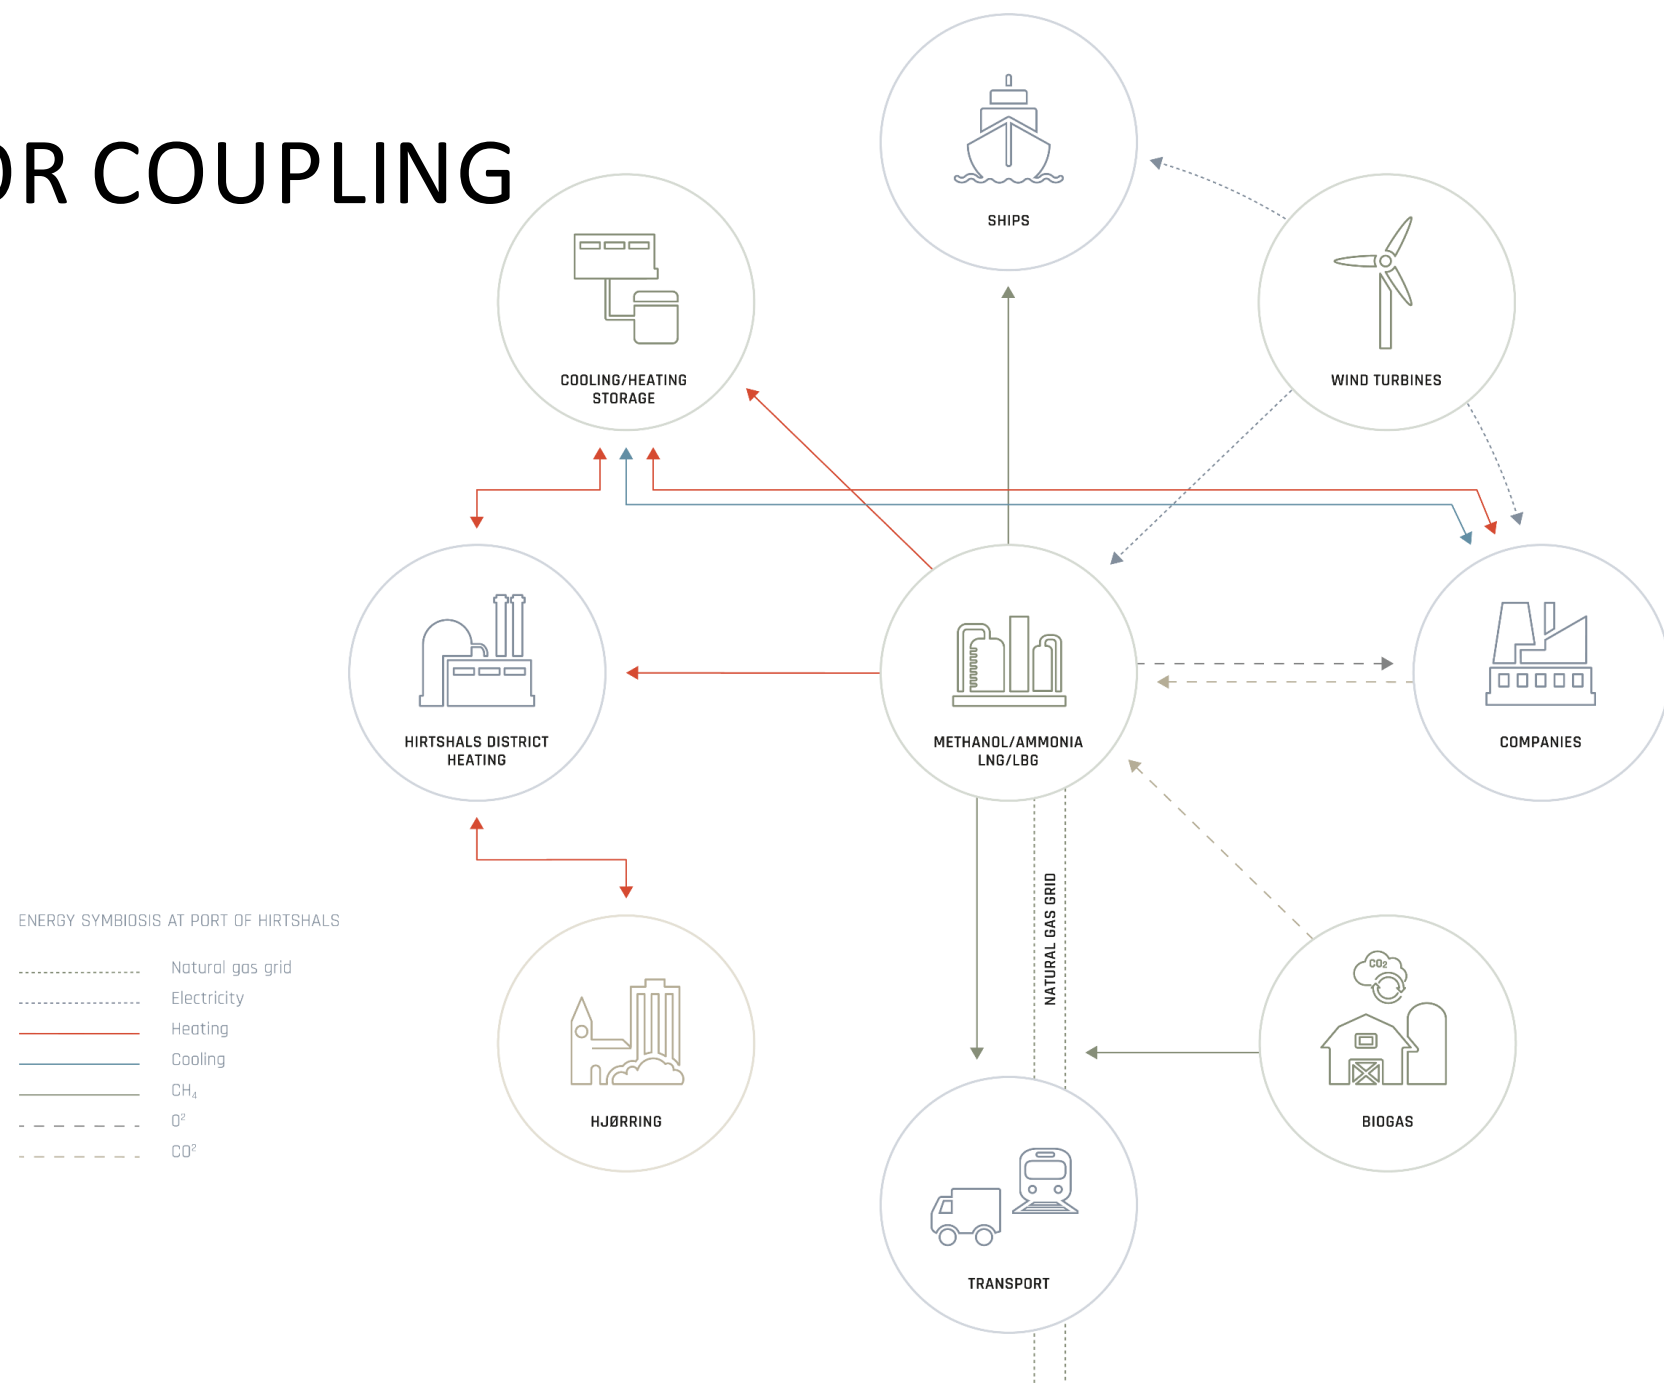 OR COUPLING
SHIPS
COOLING/HEATING
STORAGE
WIND TURBINES
HIRTSHALS DISTRICT
HEATING
METHANOL/AMMONIA
LNG/LBG
COMPANIES
NATURAL GAS GRID
HJØRRING
CO₂
BIOGAS
TRANSPORT
ENERGY SYMBIOSIS AT PORT OF HIRTSHALS
Natural gas grid
Electricity
Heating
Cooling
CH₄
O²
CO²